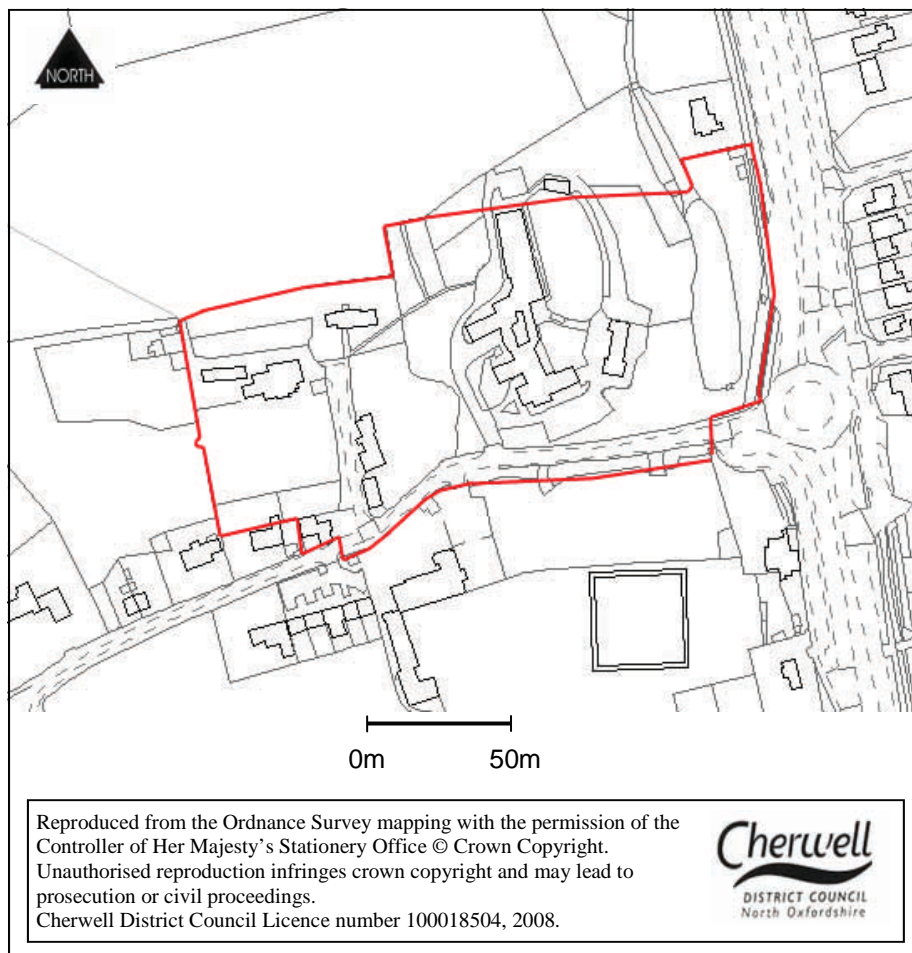 NORTH
0m 50m
Reproduced from the Ordnance Survey mapping with the permission of the
Controller of Her Majesty's Stationery Office © Crown Copyright.
Unauthorised reproduction infringes crown copyright and may lead to
prosecution or civil proceedings.
Cherwell District Council Licence number 100018504, 2008.
Cherwell
DISTRICT COUNCIL
North Oxfordshire